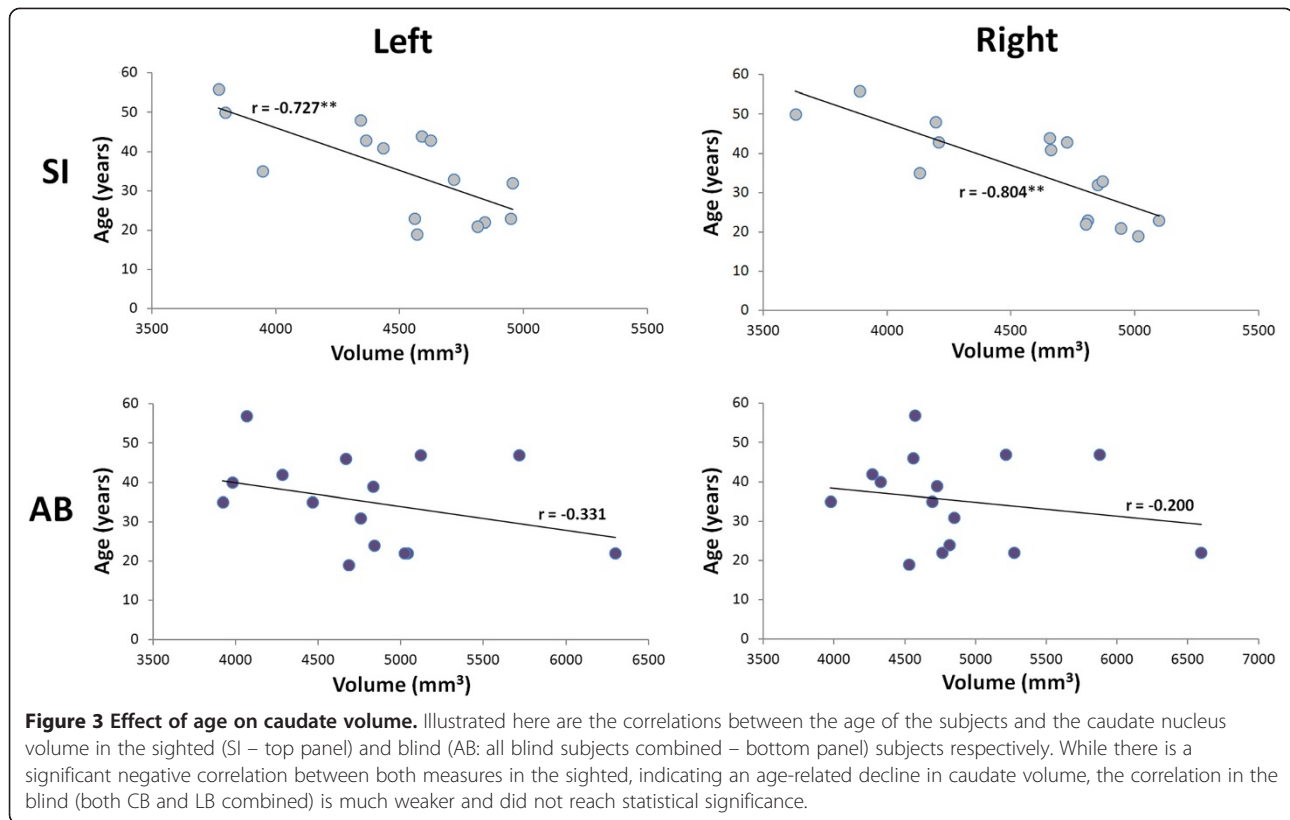 Left
Right
SI
AB
60
50
40
30
20
10
0
Age (years)
r = -0.727**
3500 4000 4500 5000 5500
Volume (mm³)
60
50
40
30
20
10
0
Age (years)
r = -0.804**
3500 4000 4500 5000 5500
Volume (mm³)
60
50
40
30
20
10
0
Age (years)
r = -0.331
3500 4000 4500 5000 5500 6000 6500
Volume (mm³)
60
50
40
30
20
10
0
Age (years)
r = -0.200
3500 4000 4500 5000 5500 6000 6500 7000
Volume (mm³)
Figure 3 Effect of age on caudate volume. Illustrated here are the correlations between the age of the subjects and the caudate nucleus
volume in the sighted (SI – top panel) and blind (AB: all blind subjects combined – bottom panel) subjects respectively. While there is a
significant negative correlation between both measures in the sighted, indicating an age-related decline in caudate volume, the correlation in the
blind (both CB and LB combined) is much weaker and did not reach statistical significance.